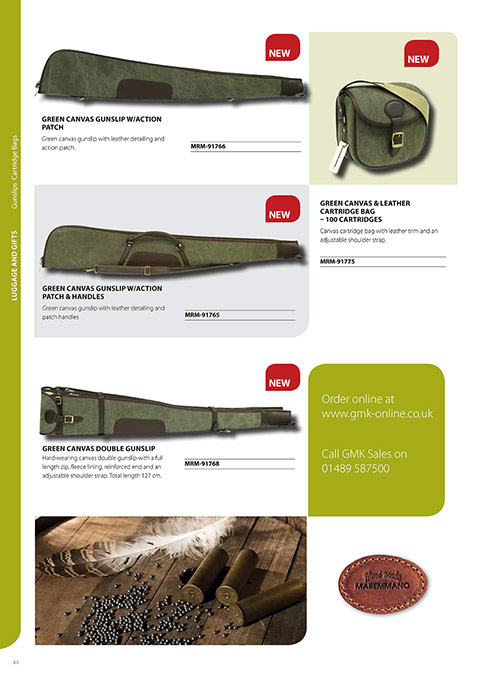 NEW
GREEN CANVAS GUNSLIP W/ACTION
PATCH
Green canvas gunslip with leather detailing and
action patch.
MRM-91766
NEW
GREEN CANVAS & LEATHER
CARTRIDGE BAG
– 100 CARTRIDGES
Canvas cartridge bag with leather trim and an
adjustable shoulder strap.
MRM-91775
NEW
GREEN CANVAS GUNSLIP W/ACTION
PATCH & HANDLES
Green canvas gunslip with leather detailing and
patch handles
MRM-91765
NEW
GREEN CANVAS DOUBLE GUNSLIP
Hard-wearing canvas double gunslip with a full
length zip, fleece lining, reinforced end and an
adjustable shoulder strap. Total length 127 cm.
MRM-91768
Order online at
www.gmk-online.co.uk
Call GMK Sales on
01489 587500
Hand Made
MAREMMANO
LUGGAGE AND GIFTS Gunslips Cartridge Bags
44